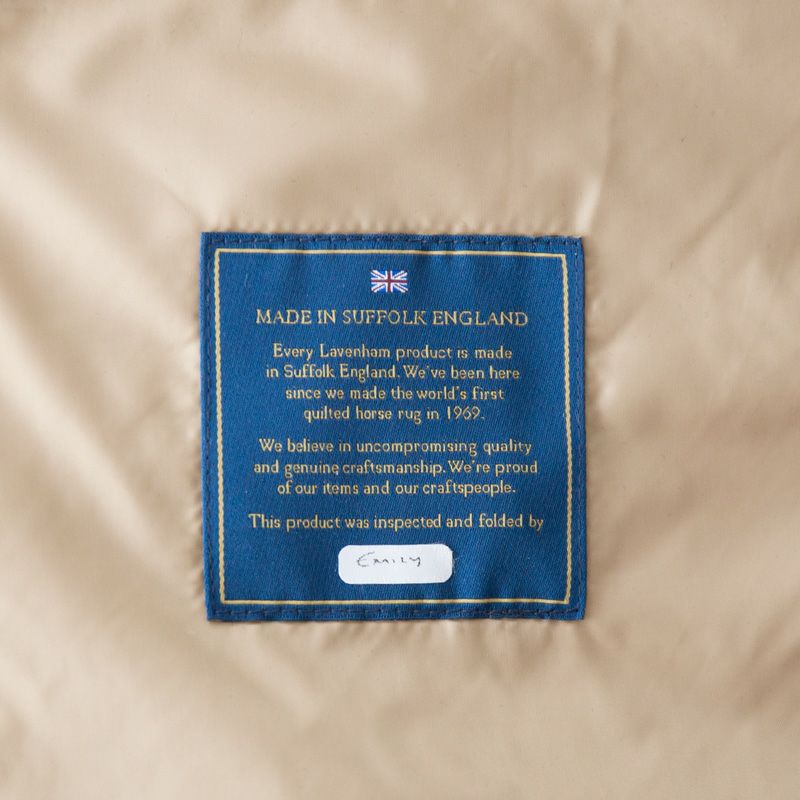 MADE IN SUFFOLK ENGLAND
Every Lavenham product is made
in Suffolk England. We've been here
since we made the world's first
quilted horse rug in 1969.
We believe in uncompromising quality
and genuine craftsmanship. We're proud
of our items and our craftspeople.
This product was inspected and folded by
EMILY